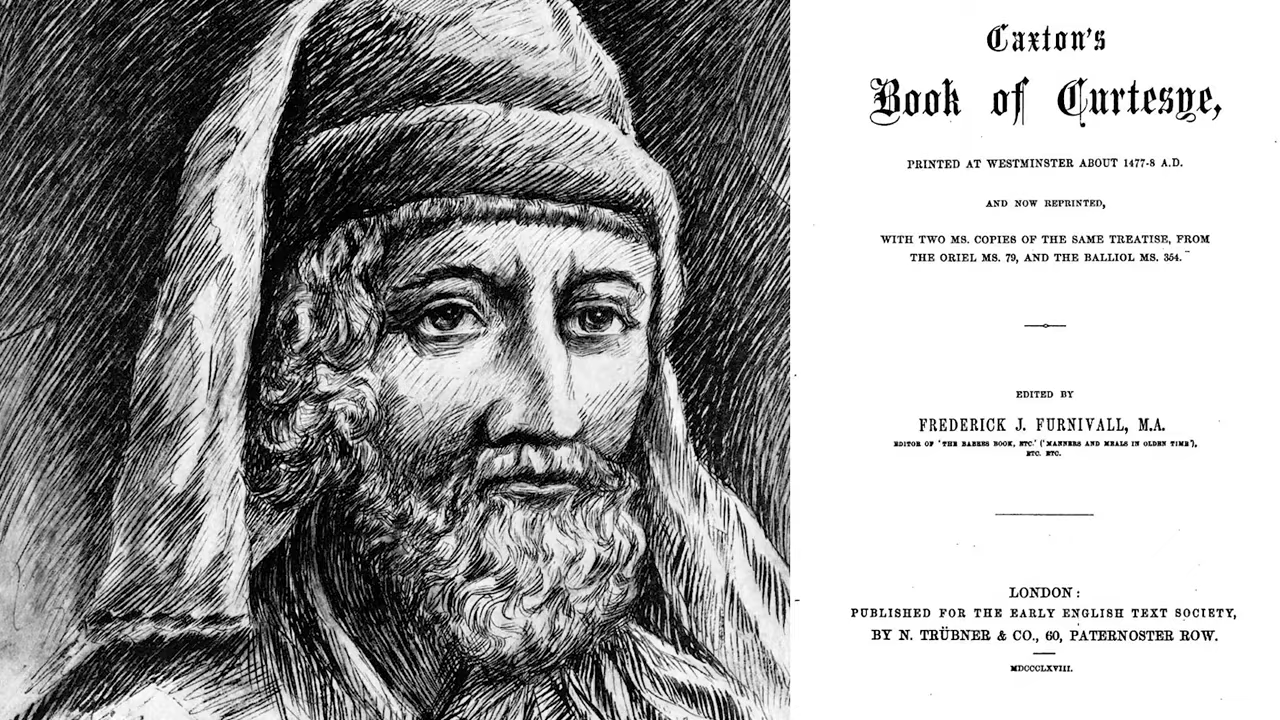 Caxton's
Book of Curtesye,
PRINTED AT WESTMINSTER ABOUT 1477-8 A.D.
AND NOW REPRINTED,
WITH TWO MS. COPIES OF THE SAME TREATISE, FROM
THE ORIEL MS. 79, AND THE BALLIOL MS. 354.
EDITED BY
FREDERICK J. FURNIVALL, M.A.
EDITOR OF 'THE BABEES BOOK, ETC.' ('MANNERS AND MEALS IN OLDEN TIME'),
ETC. ETC.
LONDON:
PUBLISHED FOR THE EARLY ENGLISH TEXT SOCIETY,
BY N. TRÜBNER & CO., 60, PATERNOSTER ROW.
MDCCCLXVIII.